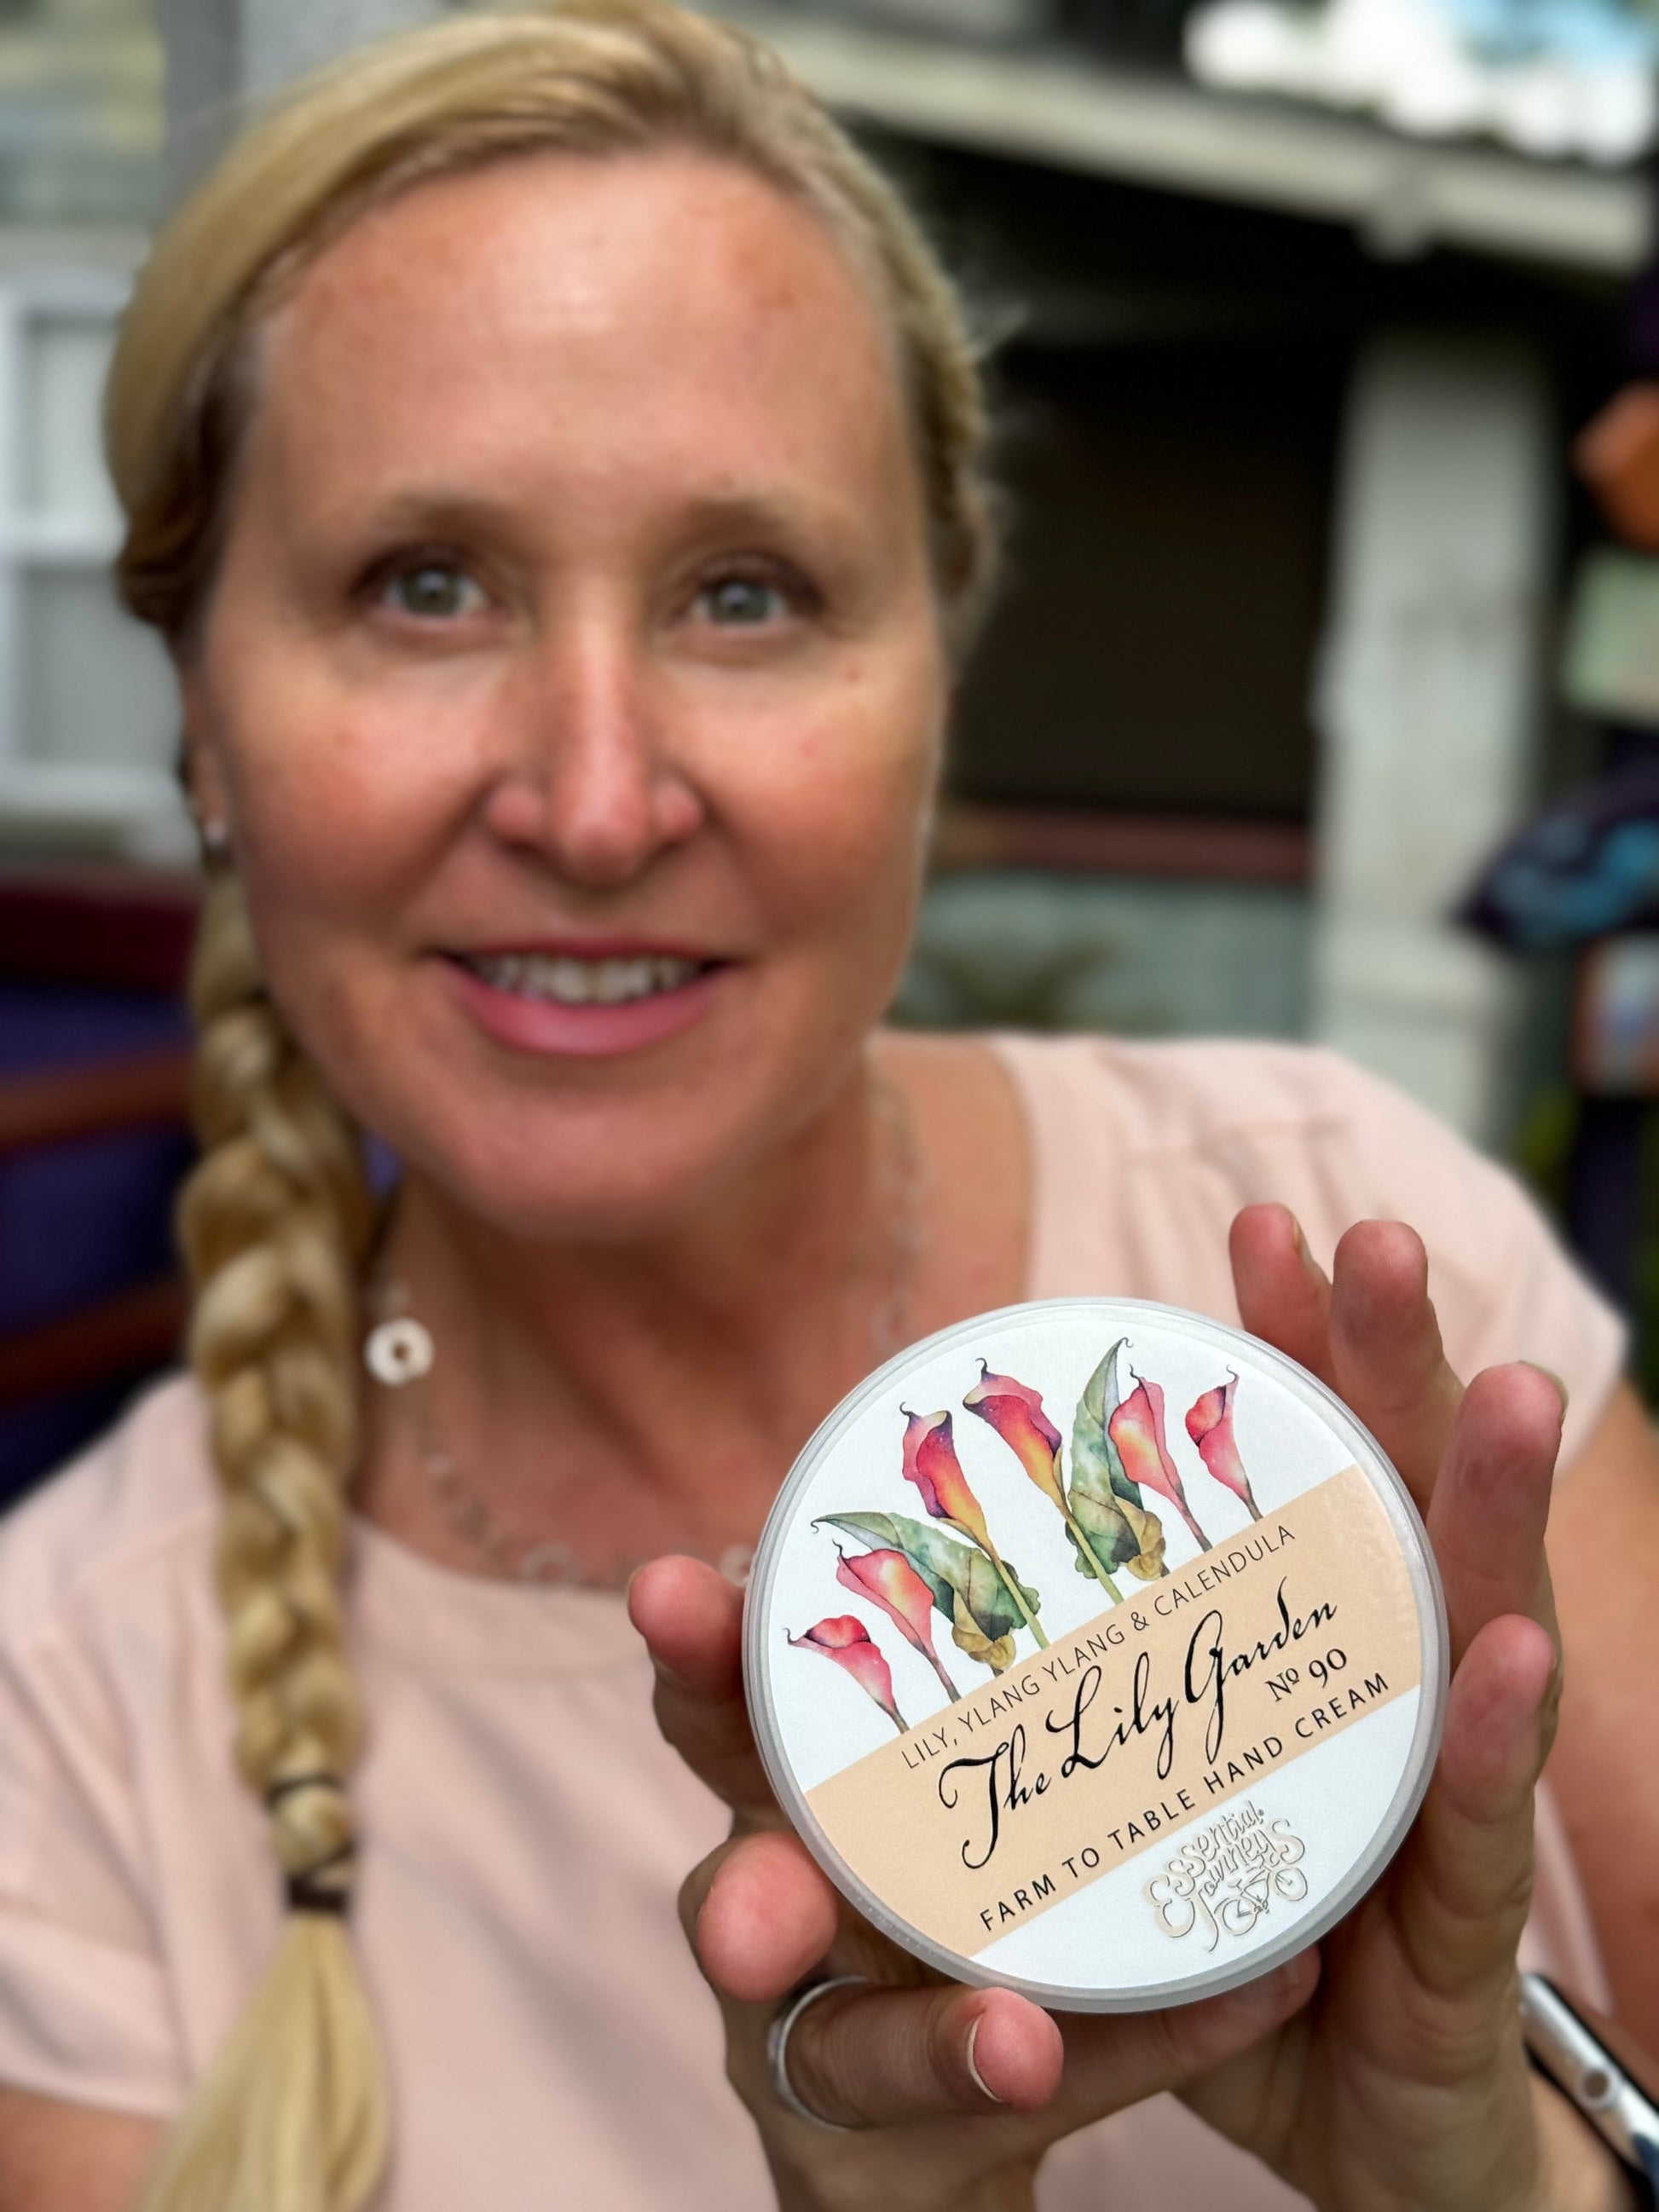 LILY, YLANG YLANG & CALENDULA
The Lily Garden
Nº 90
FARM TO TABLE HAND CREAM
Essential
Journeys